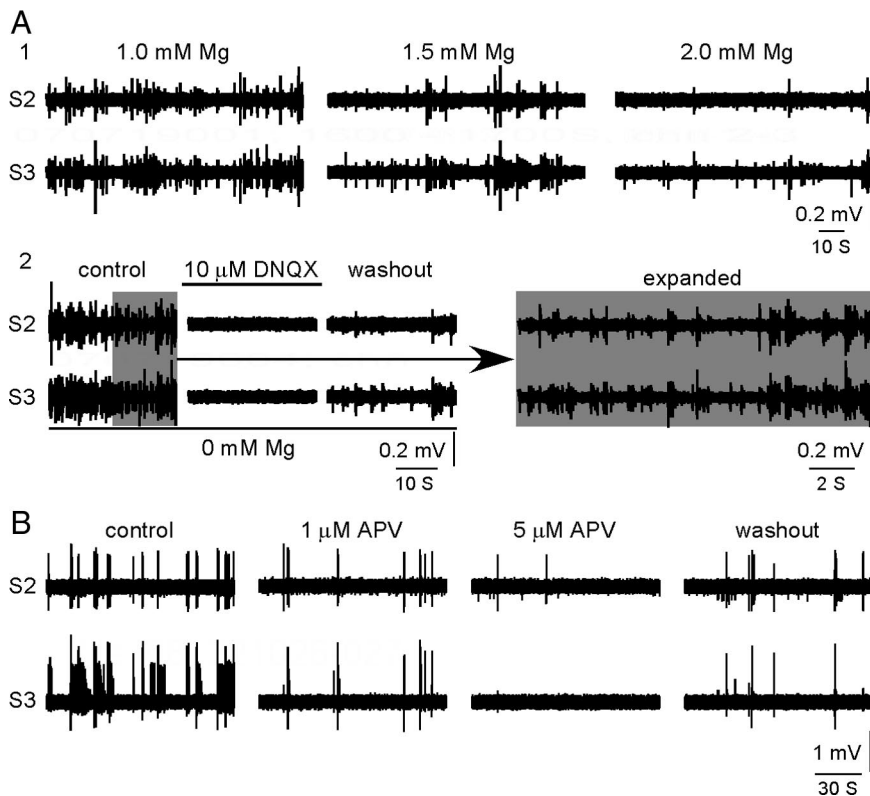 A
1
1.0 mM Mg 1.5 mM Mg 2.0 mM Mg
S2
S3
0.2 mV
10 S
2
control 10 μM DNQX washout expanded
S2
S3
0 mM Mg 0.2 mV 0.2 mV
10 S 2 S
B
control 1 μM APV 5 μM APV washout
S2
S3
1 mV
30 S